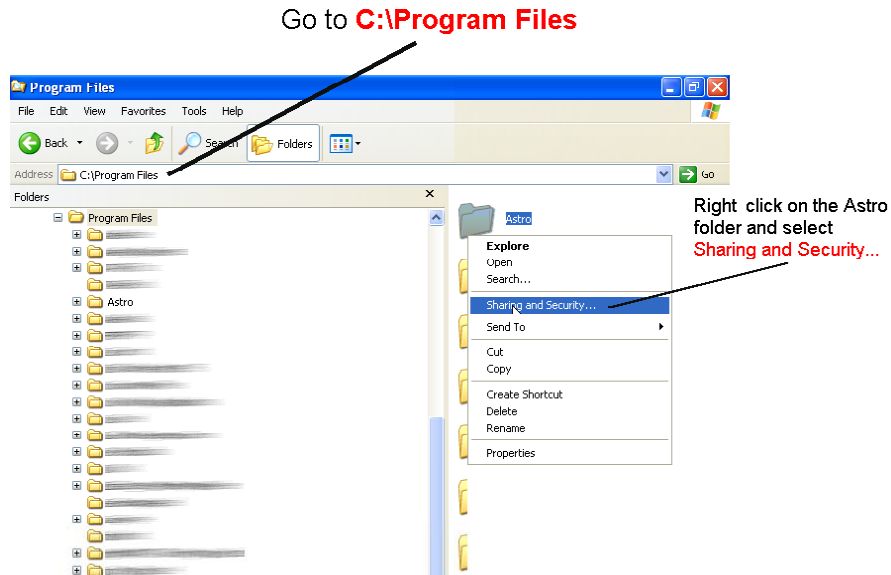 Go to C:\Program Files
Program Files
File Edit View Favorites Tools Help
Back Search Folders
Address C:\Program Files Go
Folders
Program Files
Astro
Astro
Explore
Open
Search...
Sharing and Security...
Send To
Cut
Copy
Create Shortcut
Delete
Rename
Properties
Right click on the Astro
folder and select
Sharing and Security...